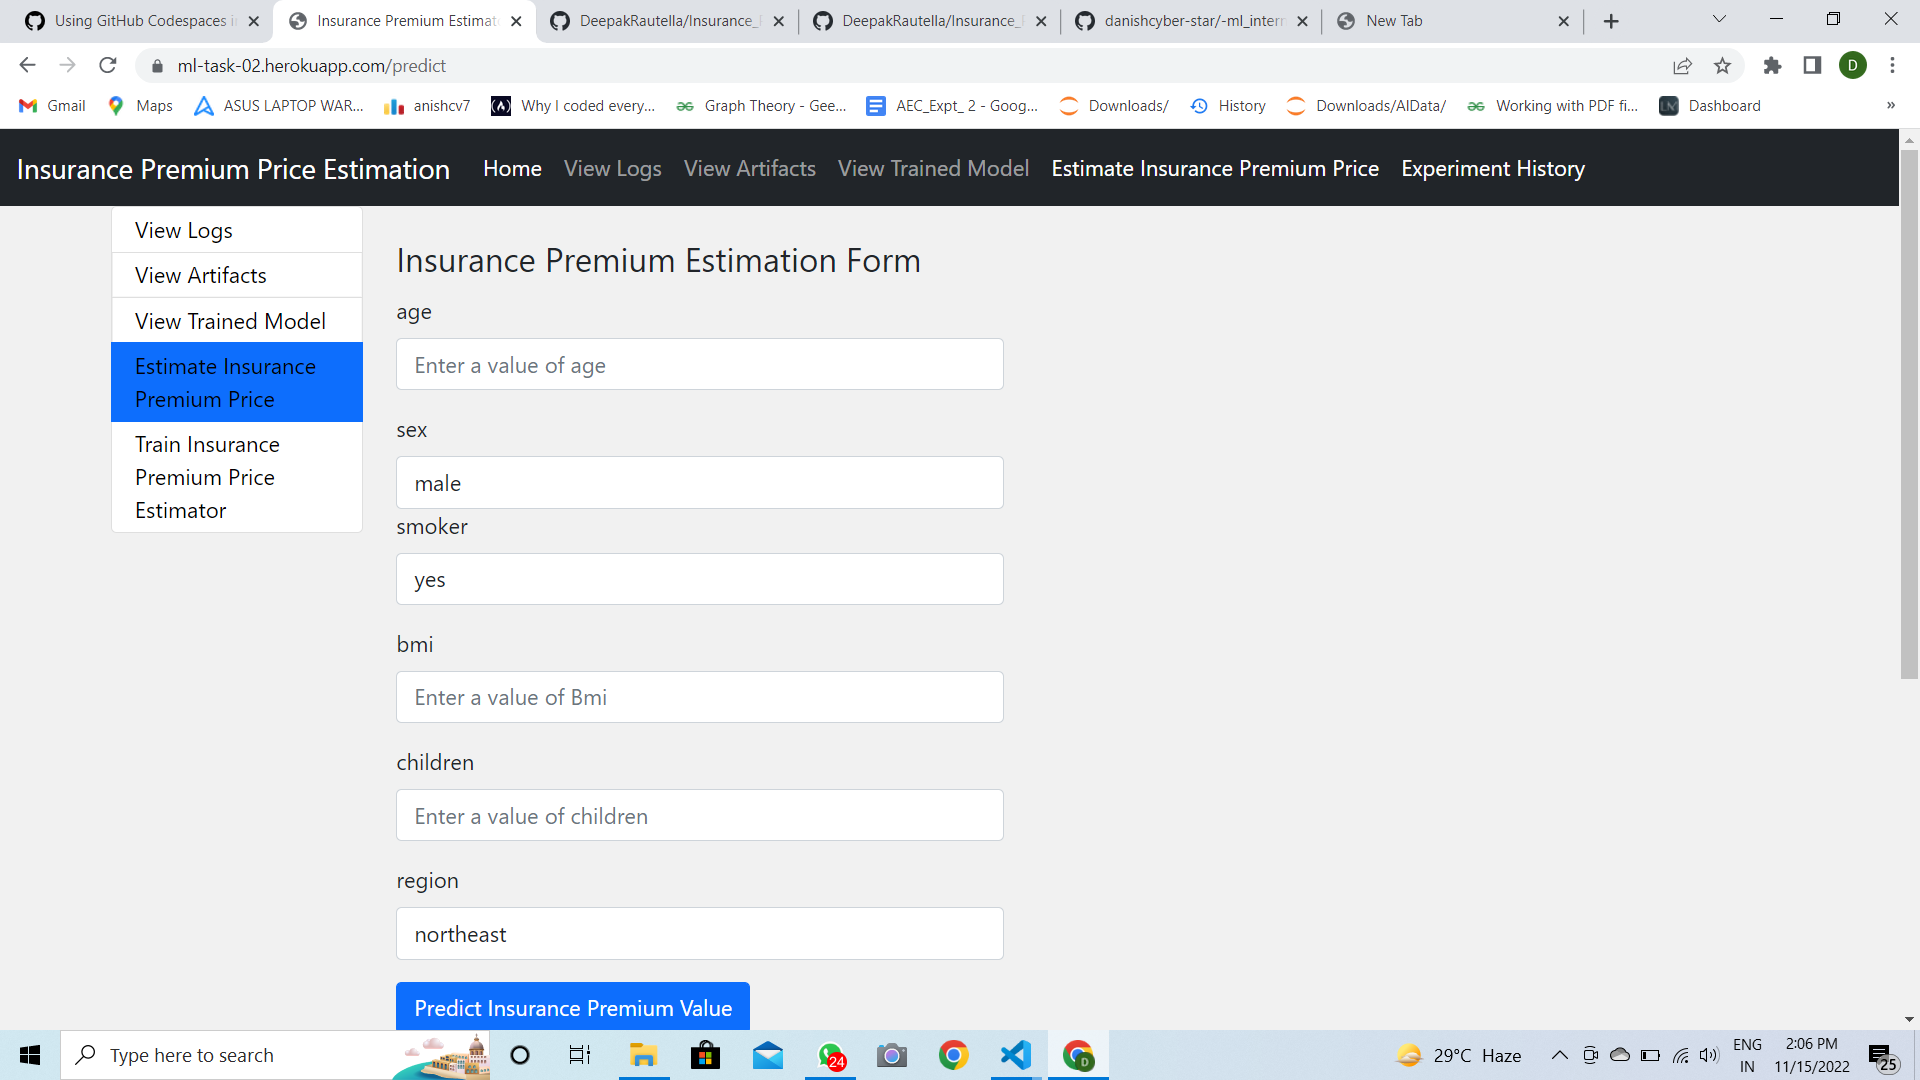 Using GitHub Codespaces i
Insurance Premium Estimat
DeepakRautella/Insurance_
DeepakRautella/Insurance_
danishcyber-star/-ml_intern
New Tab
ml-task-02.herokuapp.com/predict
D
Gmail
Maps
ASUS LAPTOP WAR...
anishcv7
Why I coded every...
Graph Theory - Gee...
AEC_Expt_ 2 - Goog...
Downloads/
History
Downloads/AIData/
Working with PDF fi...
Dashboard
»
Insurance Premium Price Estimation
Home
View Logs
View Artifacts
View Trained Model
Estimate Insurance Premium Price
Experiment History
View Logs
View Artifacts
View Trained Model
Estimate Insurance
Premium Price
Train Insurance
Premium Price
Estimator
Insurance Premium Estimation Form
age
Enter a value of age
sex
male
smoker
yes
bmi
Enter a value of Bmi
children
Enter a value of children
region
northeast
Predict Insurance Premium Value
Type here to search
24
D
29°C Haze
ENG
IN
2:06 PM
11/15/2022
25